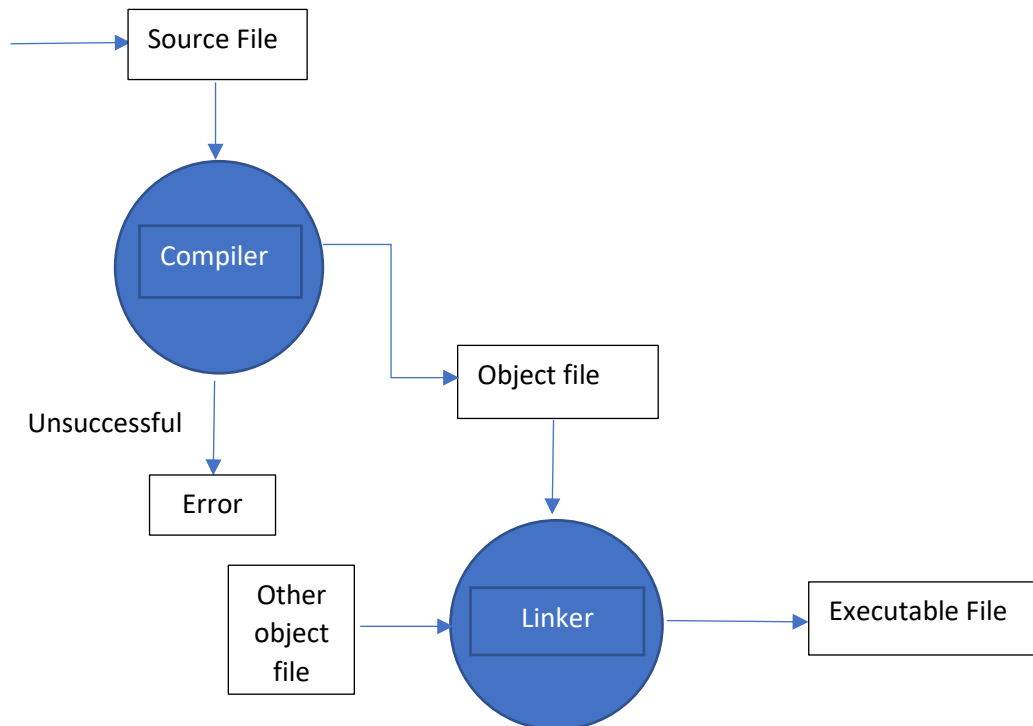 Source File
Compiler
Object file
Unsuccessful
Error
Other
object
file
Linker
Executable File